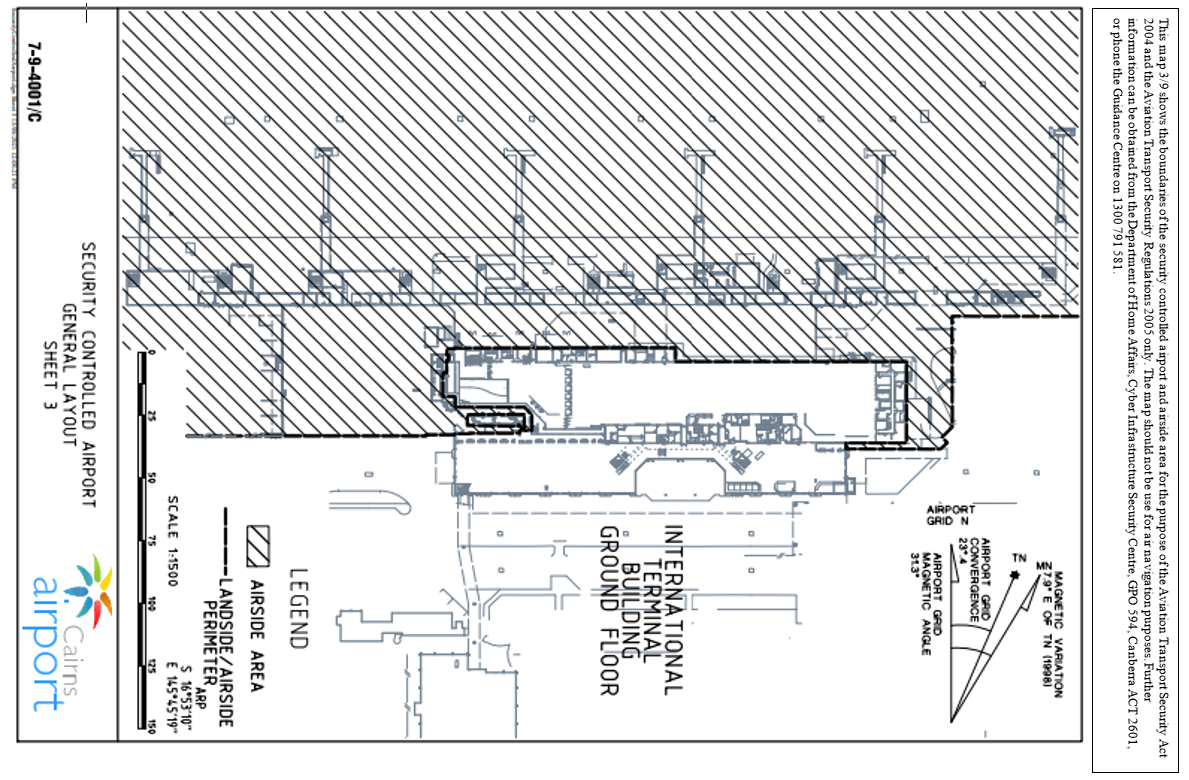 This map 3/9 shows the boundaries of the security controlled airport and airside area for the purpose of the Aviation Transport Security Act
2004 and the Aviation Transport Security Regulations 2005 only. The map should not be use for air navigation purposes. Further
information can be obtained from the Department of Home Affairs, Cyber Infrastructure Security Centre, GPO 594, Canberra ACT 2601,
or phone the Guidance Centre on 1300 791 581.
AIRPORT
GRID N
TN
MN
MAGNETIC VARIATION
7.9° E OF TN (1998)
AIRPORT GRID
CONVERGENCE
23°.4
AIRPORT GRID
MAGNETIC ANGLE
31.3°
INTERNATIONAL
TERMINAL
BUILDING
GROUND FLOOR
LEGEND
AIRSIDE AREA
LANDSIDE/AIRSIDE
PERIMETER
ARP
S 16°53'10"
E 145°45'19"
SCALE 1:1500
0 25 50 75 100 125 150
SECURITY CONTROLLED AIRPORT
GENERAL LAYOUT
SHEET 3
Cairns
airport
7-9-4001/C